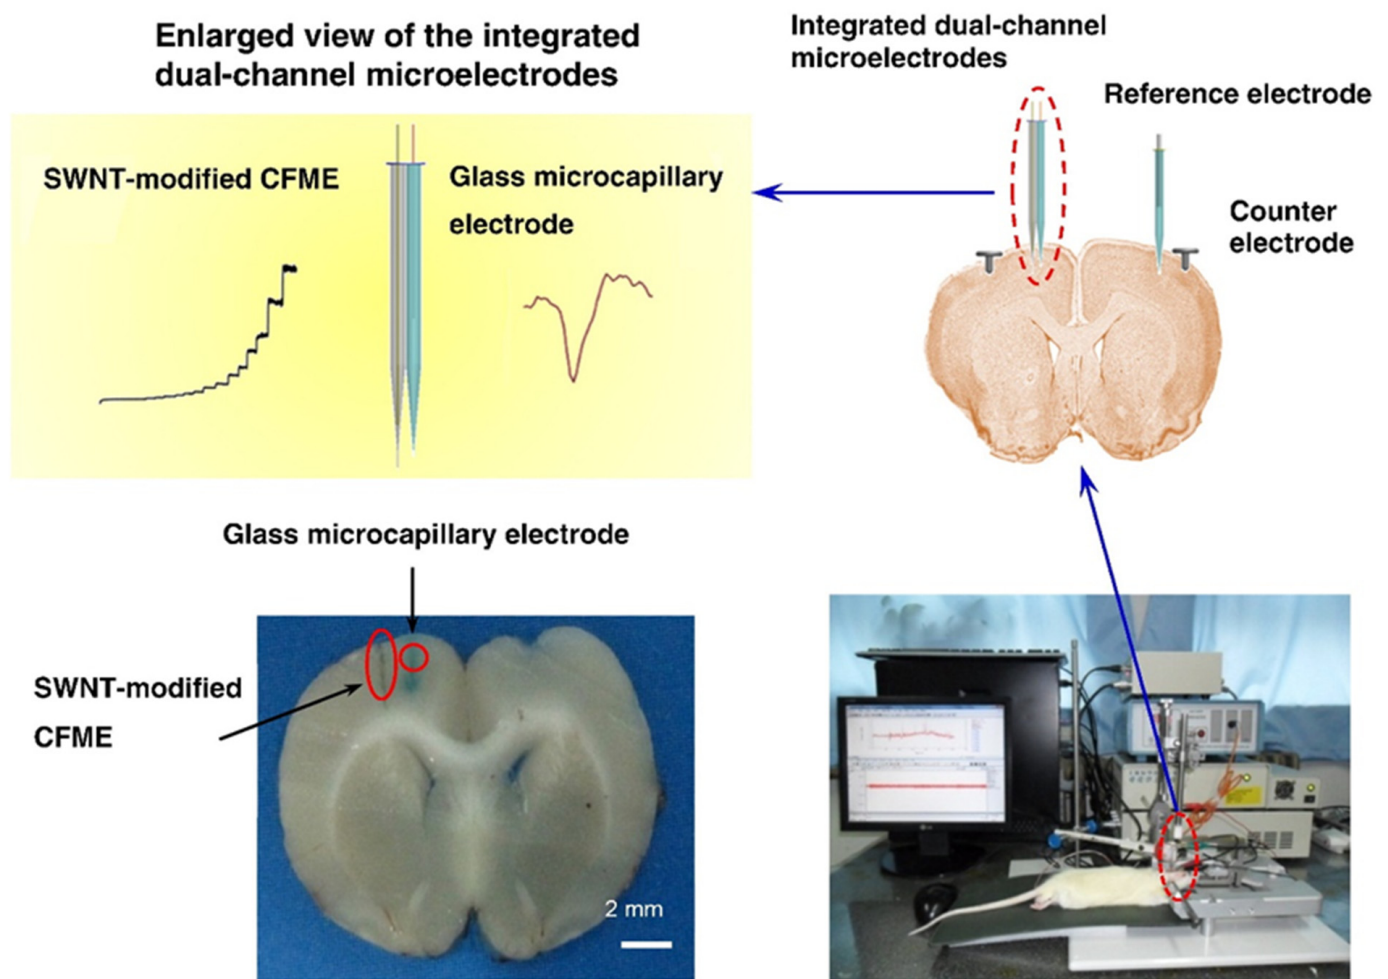 Enlarged view of the integrated
dual-channel microelectrodes
SWNT-modified CFME
Glass microcapillary
electrode
Integrated dual-channel
microelectrodes
Reference electrode
Counter
electrode
Glass microcapillary electrode
SWNT-modified
CFME
2 mm